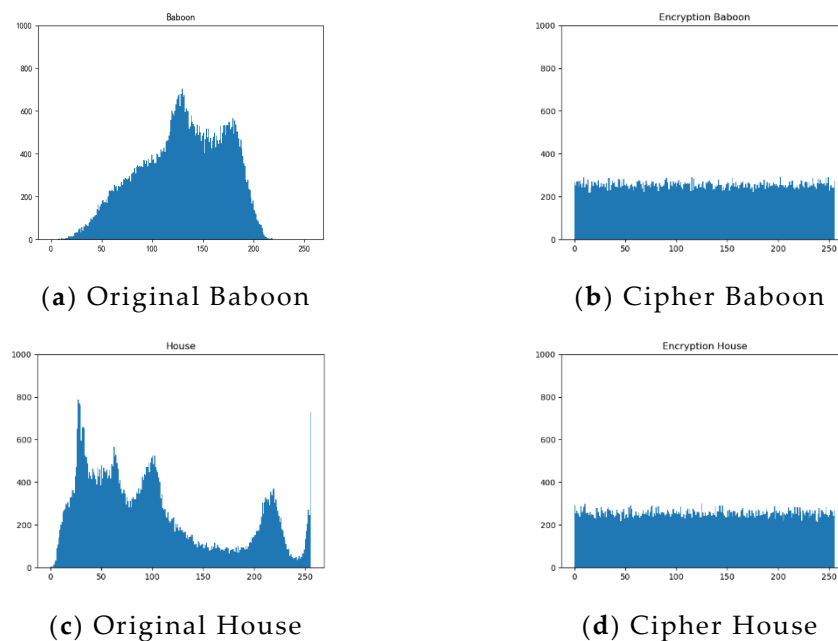 Baboon
1000
800
600
400
200
0
0 50 100 150 200 250
(a) Original Baboon
Encryption Baboon
1000
800
600
400
200
0
0 50 100 150 200 250
(b) Cipher Baboon
House
1000
800
600
400
200
0
0 50 100 150 200 250
(c) Original House
Encryption House
1000
800
600
400
200
0
0 50 100 150 200 250
(d) Cipher House